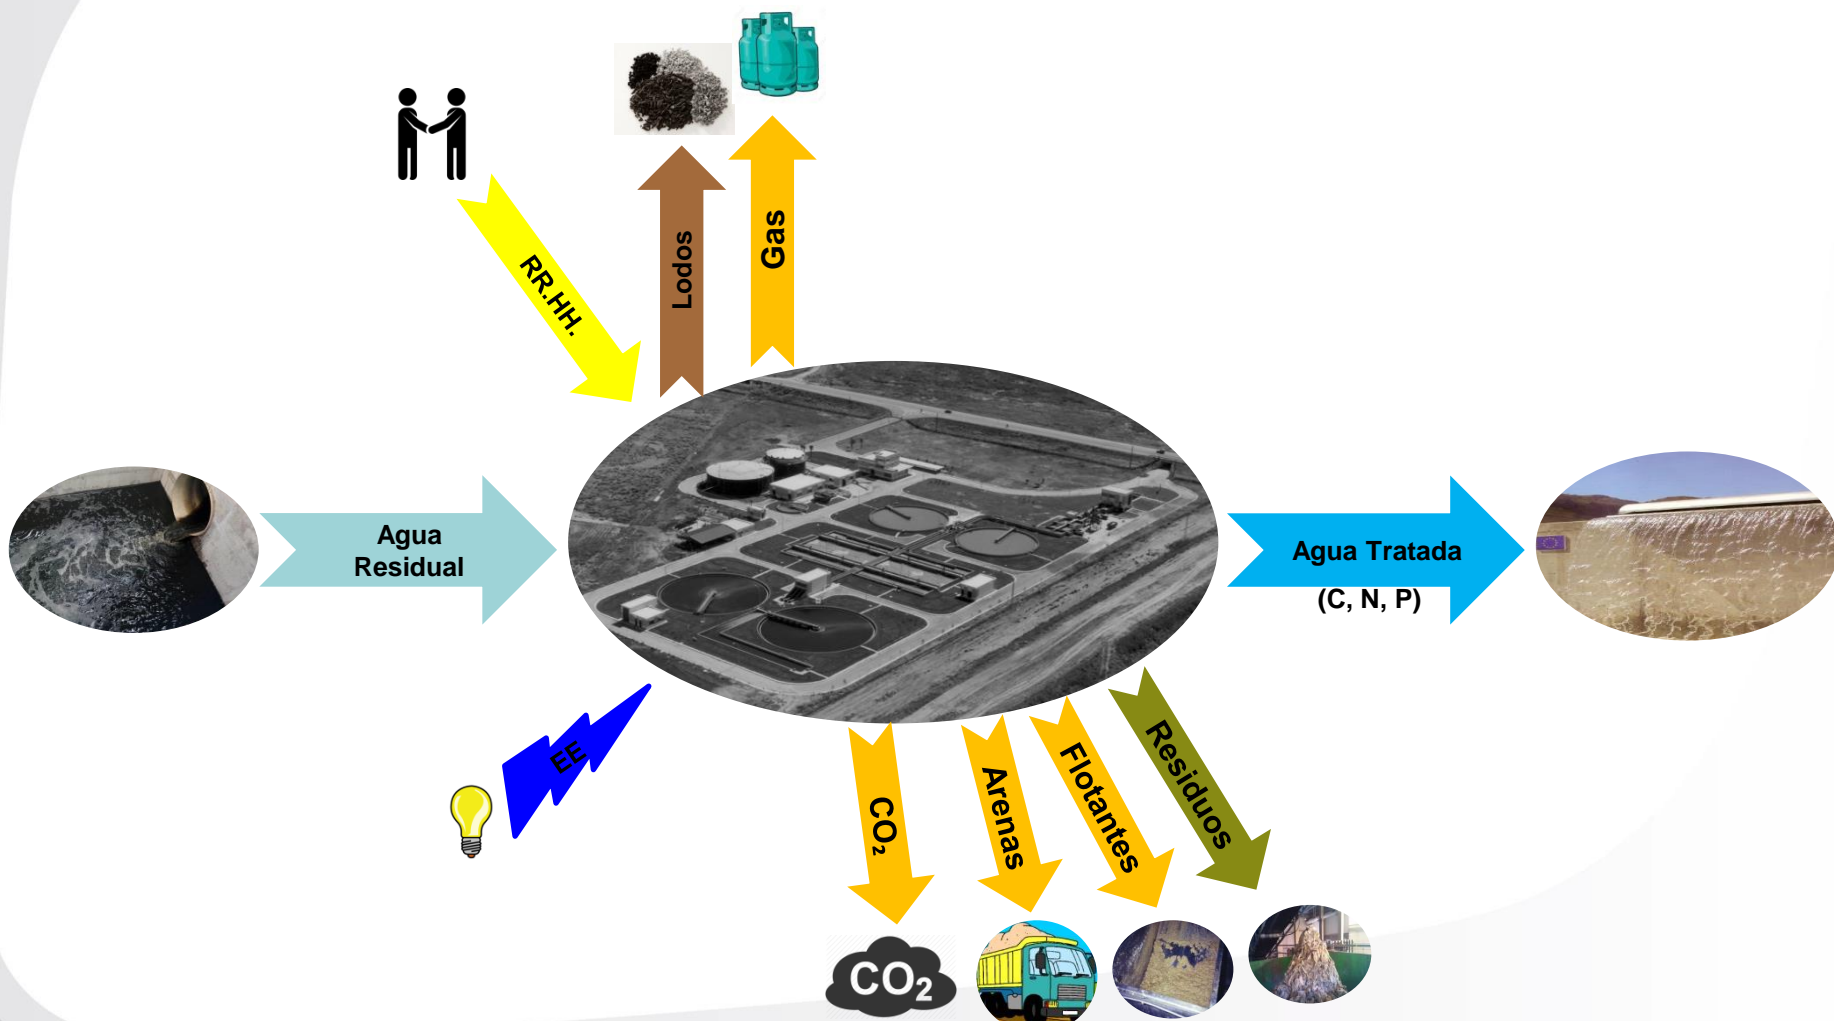 RR.HH.
Lodos
Gas
Agua
Residual
Agua Tratada
(C, N, P)
EE
CO₂
Arenas
Flotantes
Residuos
CO₂